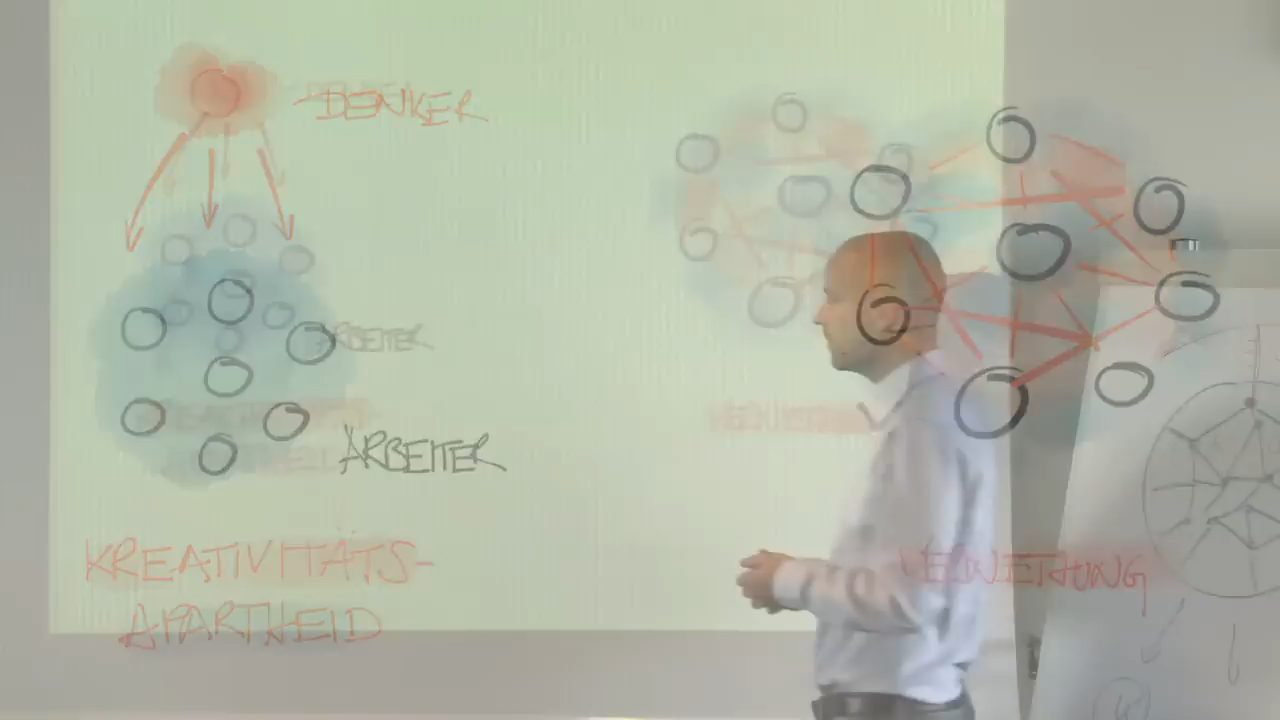 DENKER
ARBEITER
ARBEITER
KREATIVITÄTS-
APARTHEID
VERNETZUNG